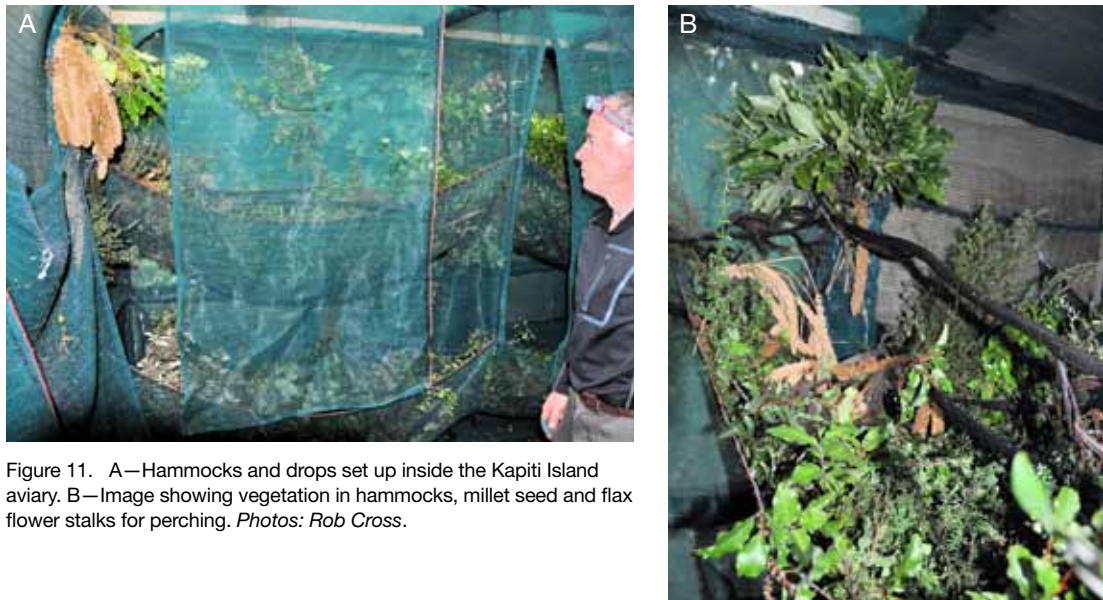 A
B
Figure 11. A—Hammocks and drops set up inside the Kapiti Island
aviary. B—Image showing vegetation in hammocks, millet seed and flax
flower stalks for perching. Photos: Rob Cross.